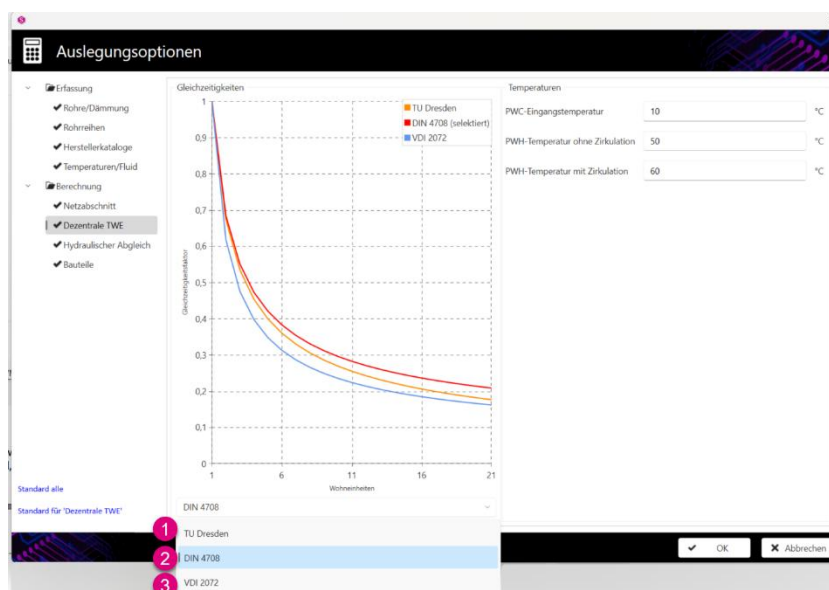 Auslegungsoptionen
Erfassung
Rohre/Dämmung
Rohrreihen
Herstellerkataloge
Temperaturen/Fluid
Berechnung
Netzabschnitt
Dezentrale TWE
Hydraulischer Abgleich
Bauteile
Standard alle
Standard für 'Dezentrale TWE'
Gleichzeitigkeiten
TU Dresden
DIN 4708 (selektiert)
VDI 2072
Gleichzeitigkeitsfaktor
1
0,9
0,8
0,7
0,6
0,5
0,4
0,3
0,2
0,1
0
1 6 11 16 21
Wohneinheiten
DIN 4708
1 TU Dresden
2 DIN 4708
3 VDI 2072
Temperaturen
PWC-Eingangstemperatur 10 °C
PWH-Temperatur ohne Zirkulation 50 °C
PWH-Temperatur mit Zirkulation 60 °C
OK Abbrechen